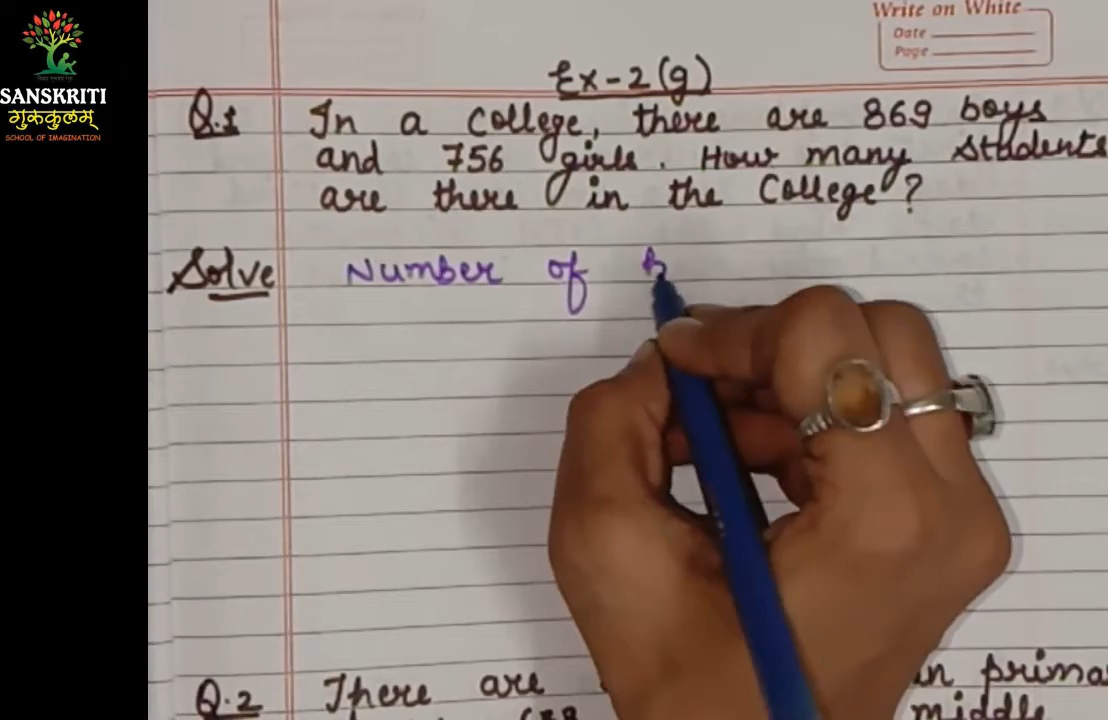 SANSKRITI
गुरुकुलम्
SCHOOL OF IMAGINATION
Write on White
Date
Page
Ex-2(g)
Q.1 In a College, there are 869 boys
and 756 girls. How many Students
are there in the College?
Solve Number of b
Q.2 There are in prima
middle